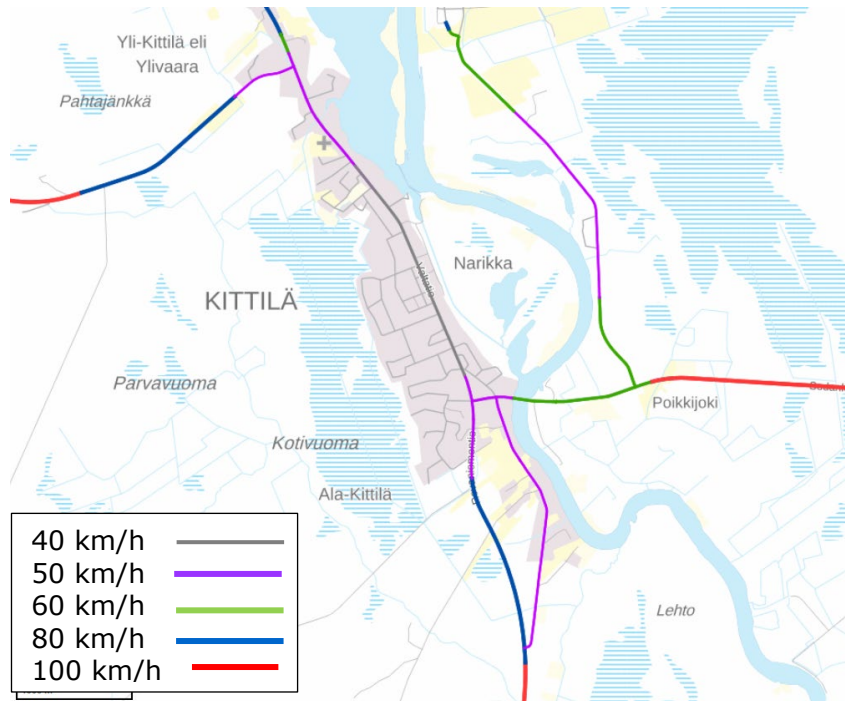 Yli-Kittilä eli
Ylivaara
Pahtajänkkä
Valtatie
Narikka
KITTILÄ
Parvavuoma
Poikkijoki
Kotivuoma
Ala-Kittilä
Lehto
40 km/h
50 km/h
60 km/h
80 km/h
100 km/h